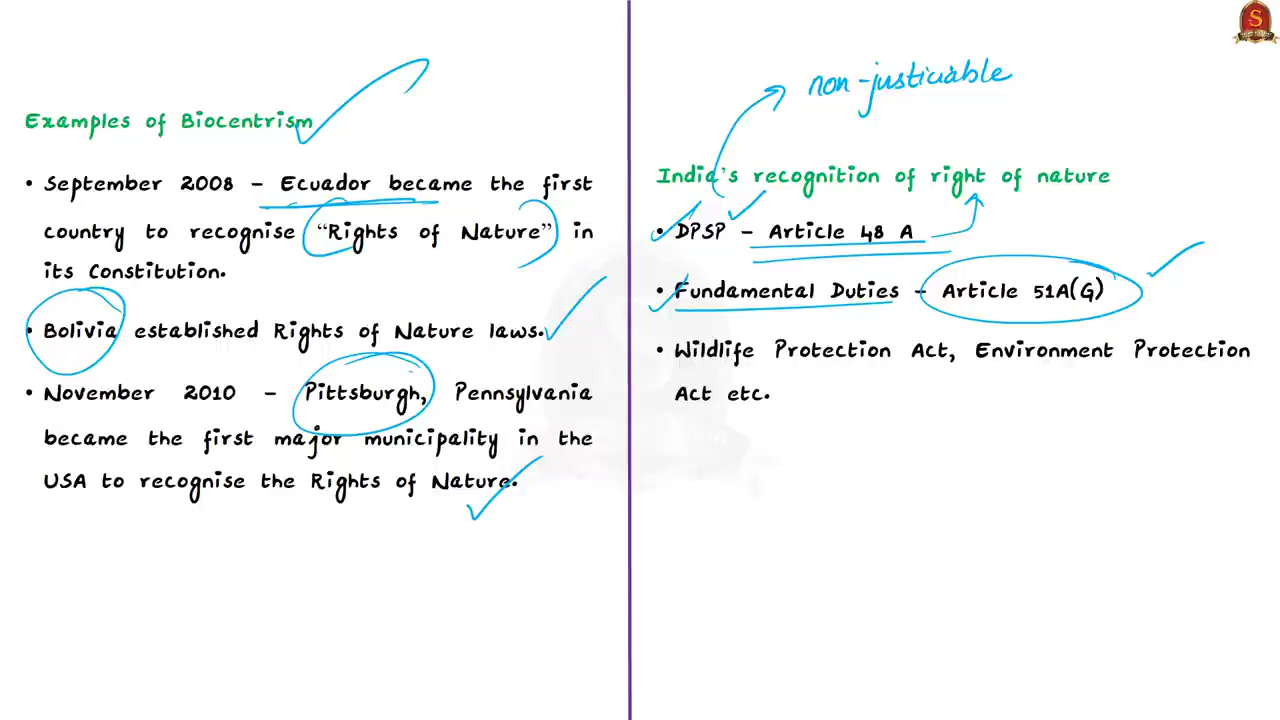 Examples of Biocentrism
• September 2008 - Ecuador became the first
country to recognise "Rights of Nature" in
its Constitution.
• Bolivia established Rights of Nature laws.
• November 2010 - Pittsburgh, Pennsylvania
became the first major municipality in the
USA to recognise the Rights of Nature.
S
non-justiciable
India's recognition of right of nature
• DPSP - Article 48 A
• Fundamental Duties - Article 51A(G)
• Wildlife Protection Act, Environment Protection
Act etc.